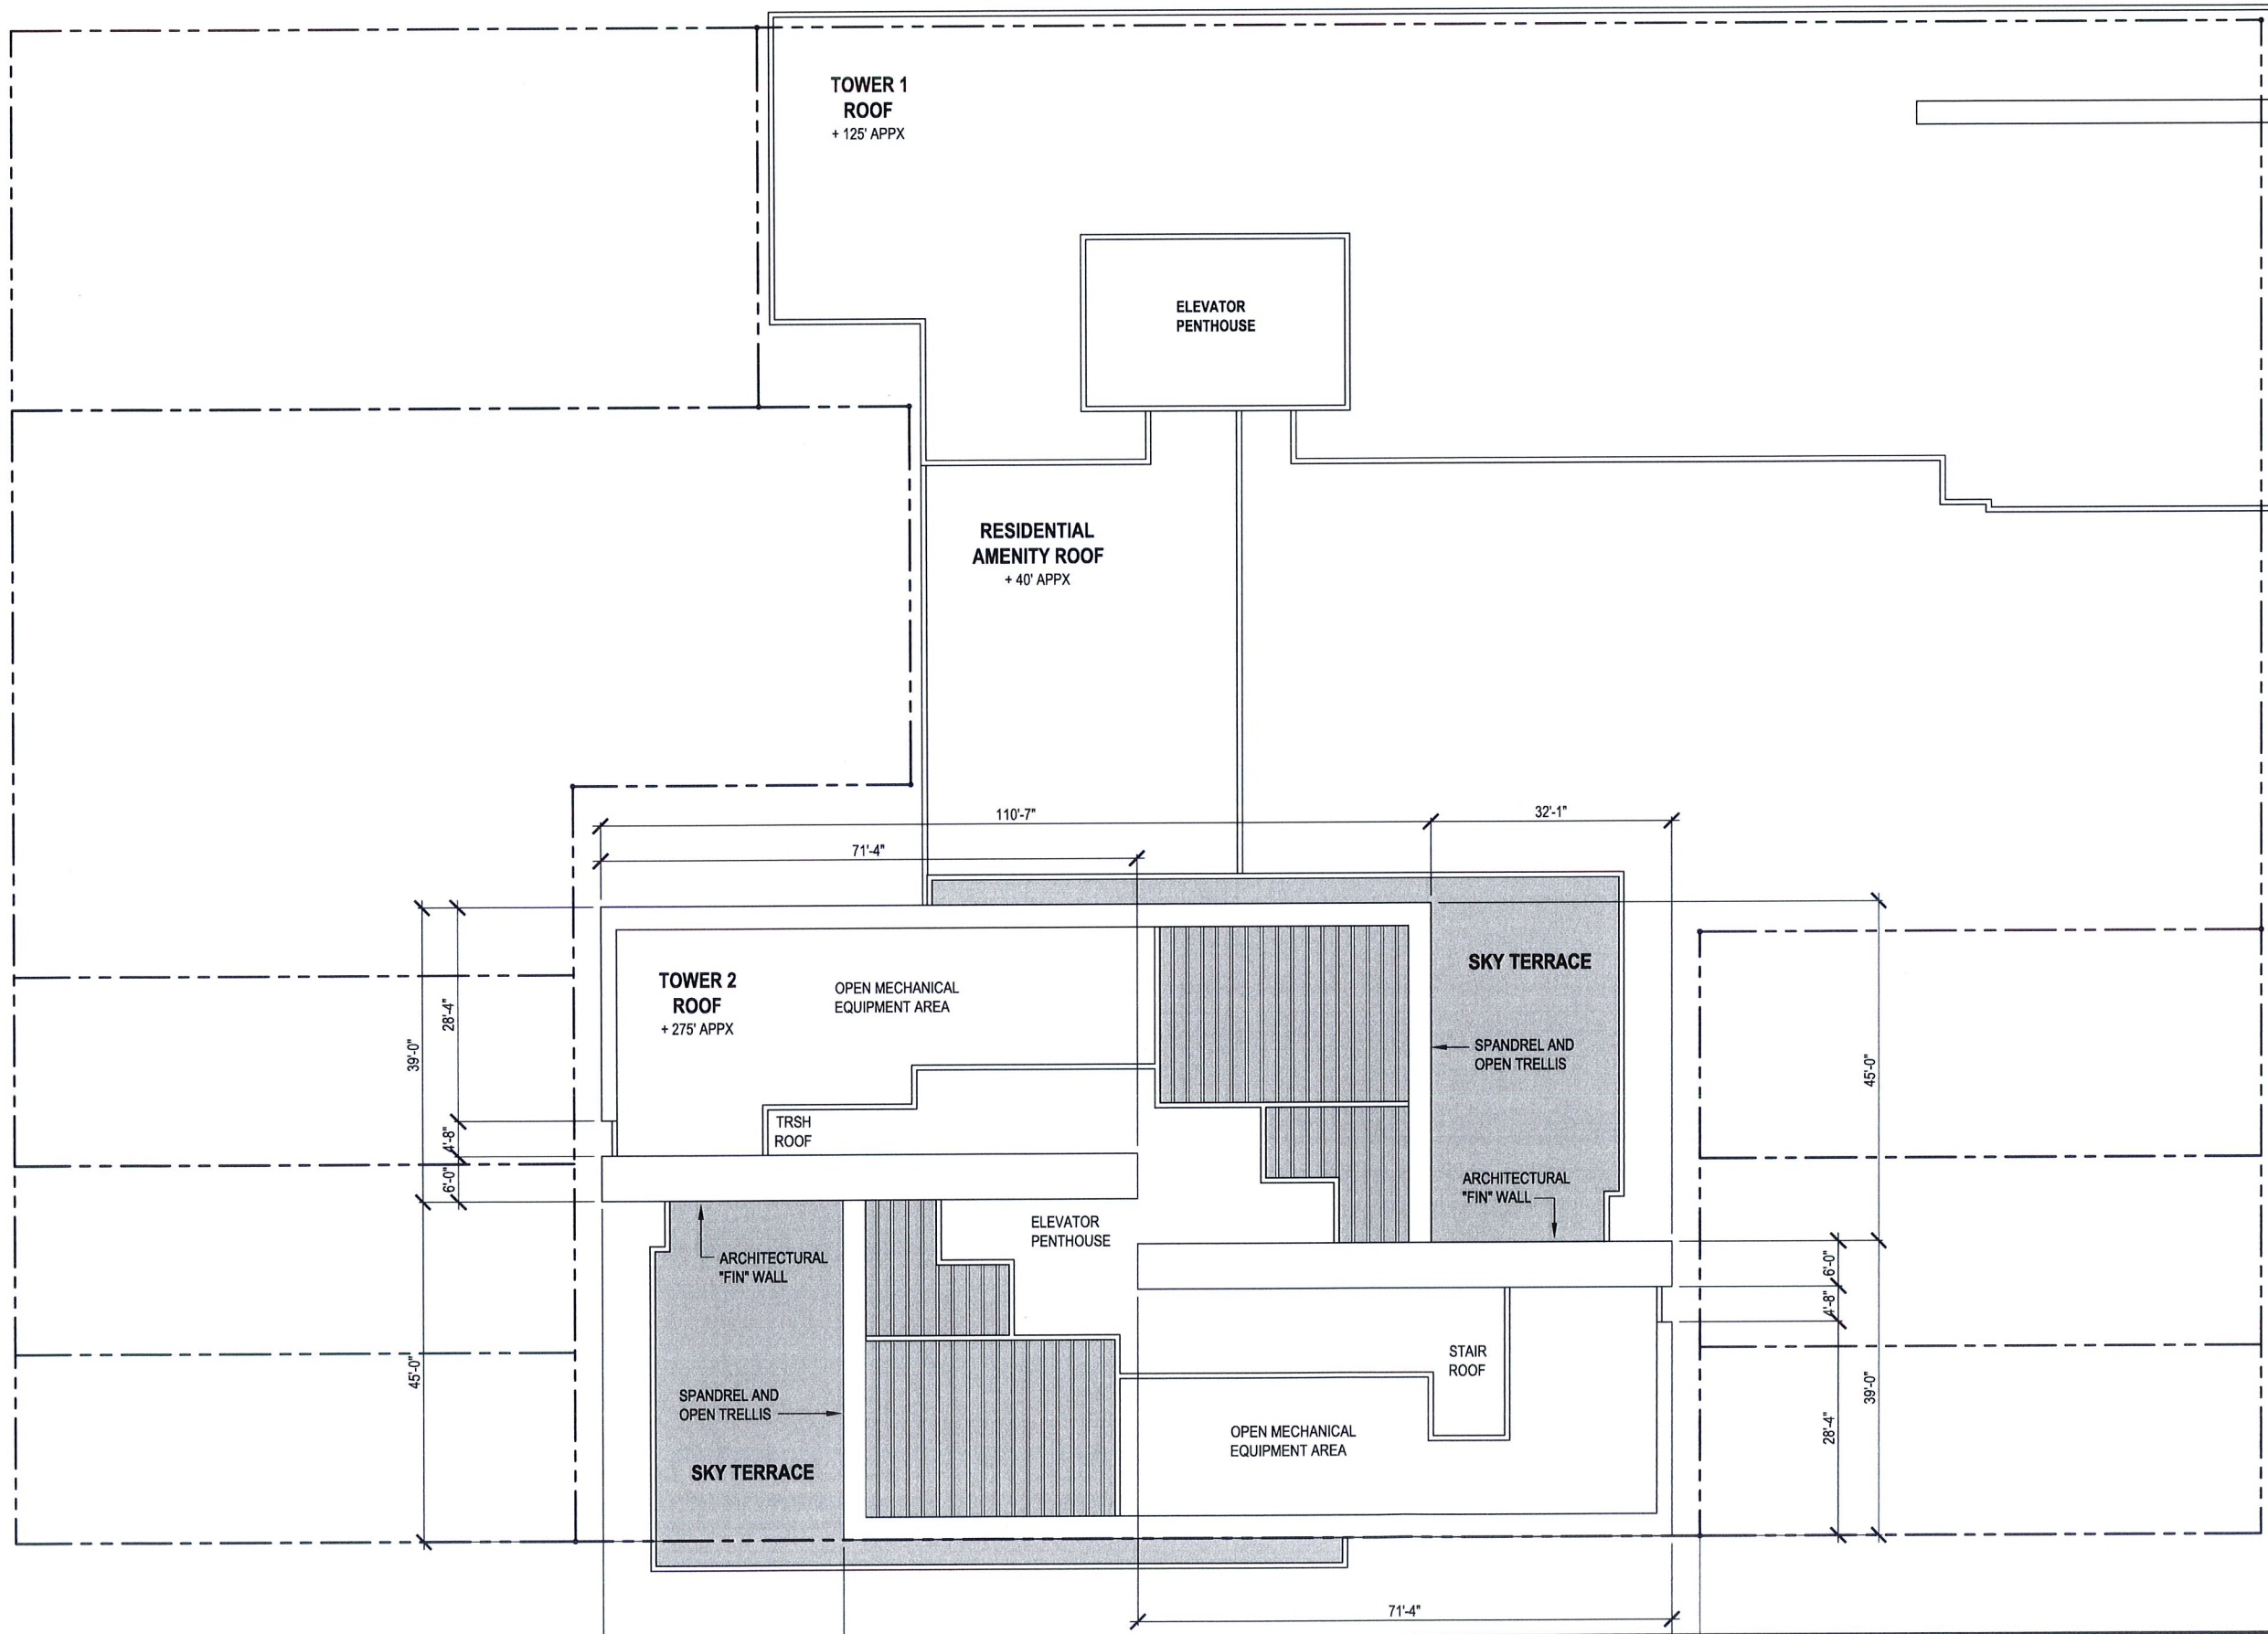 TOWER 1
ROOF
+ 125' APPX
ELEVATOR
PENTHOUSE
RESIDENTIAL
AMENITY ROOF
+ 40' APPX
110'-7"
32'-1"
71'-4"
TOWER 2
ROOF
+ 275' APPX
OPEN MECHANICAL
EQUIPMENT AREA
SKY TERRACE
28'-4"
39'-0"
SPANDREL AND
OPEN TRELLIS
45'-0"
TRSH
ROOF
4'-8"
6'-0"
ARCHITECTURAL
"FIN" WALL
ELEVATOR
PENTHOUSE
ARCHITECTURAL
"FIN" WALL
6'-0"
4'-8"
STAIR
ROOF
45'-0"
39'-0"
28'-4"
SPANDREL AND
OPEN TRELLIS
OPEN MECHANICAL
EQUIPMENT AREA
SKY TERRACE
71'-4"